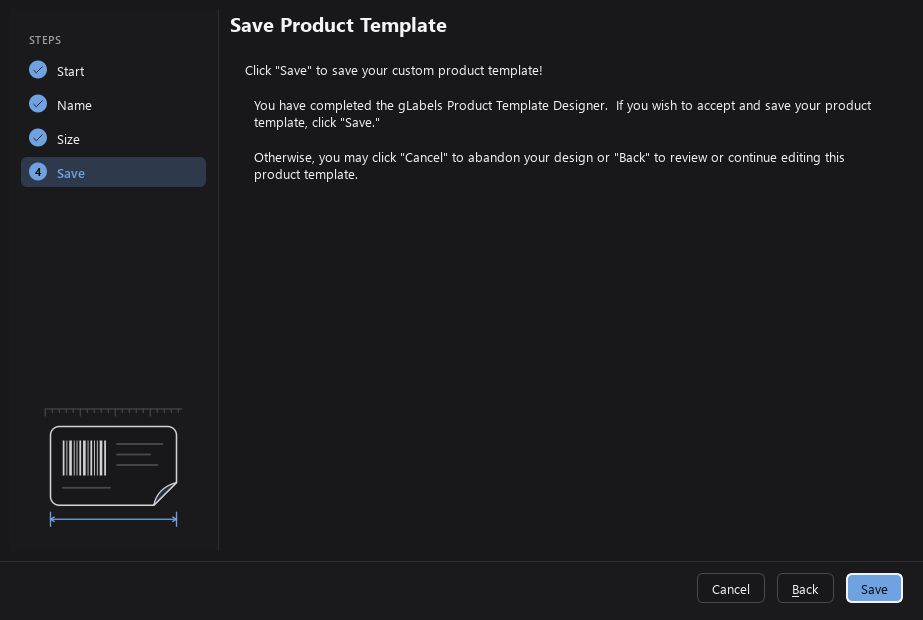 STEPS
Start
Name
Size
4 Save
Save Product Template
Click "Save" to save your custom product template!
You have completed the gLabels Product Template Designer.  If you wish to accept and save your product
template, click "Save."
Otherwise, you may click "Cancel" to abandon your design or "Back" to review or continue editing this
product template.
Cancel
Back
Save